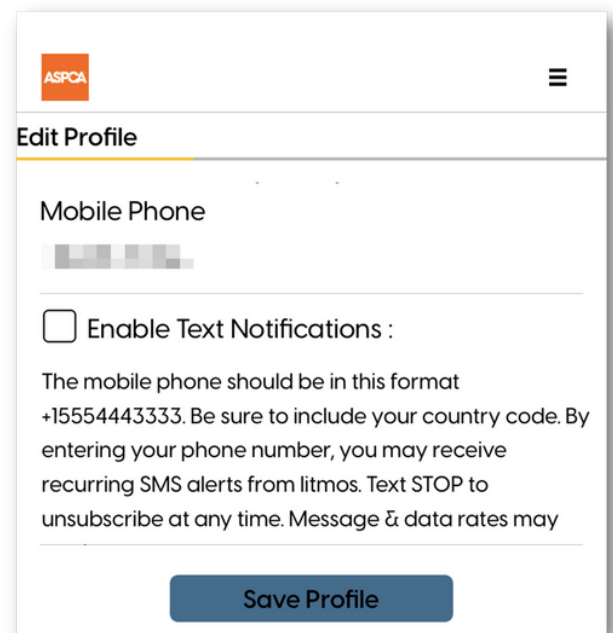 ASPCA
Edit Profile
Mobile Phone
Enable Text Notifications :
The mobile phone should be in this format
+15554443333. Be sure to include your country code. By
entering your phone number, you may receive
recurring SMS alerts from litmos. Text STOP to
unsubscribe at any time. Message & data rates may
Save Profile